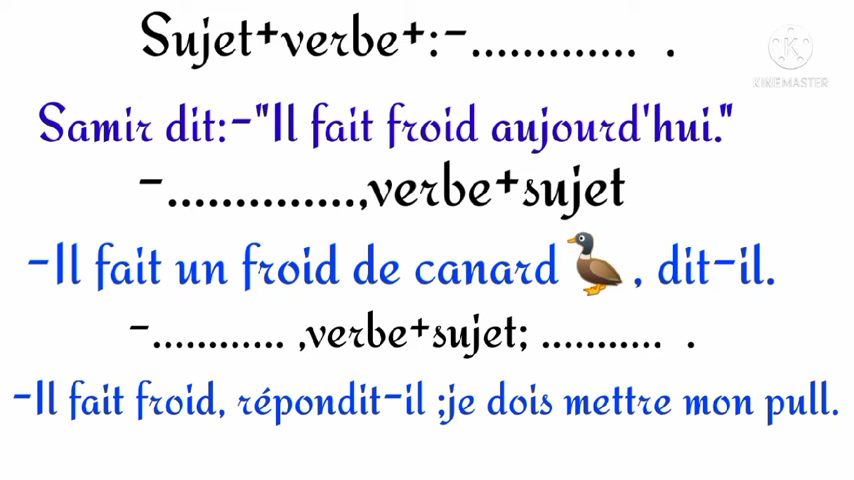 Sujet+verbe+:-............. .
K
KINEMASTER
Samir dit:-"Il fait froid aujourd'hui."
-...............,verbe+sujet
-Il fait un froid de canard🦆, dit-il.
-............ ,verbe+sujet; ........... .
-Il fait froid, répondit-il ;je dois mettre mon pull.